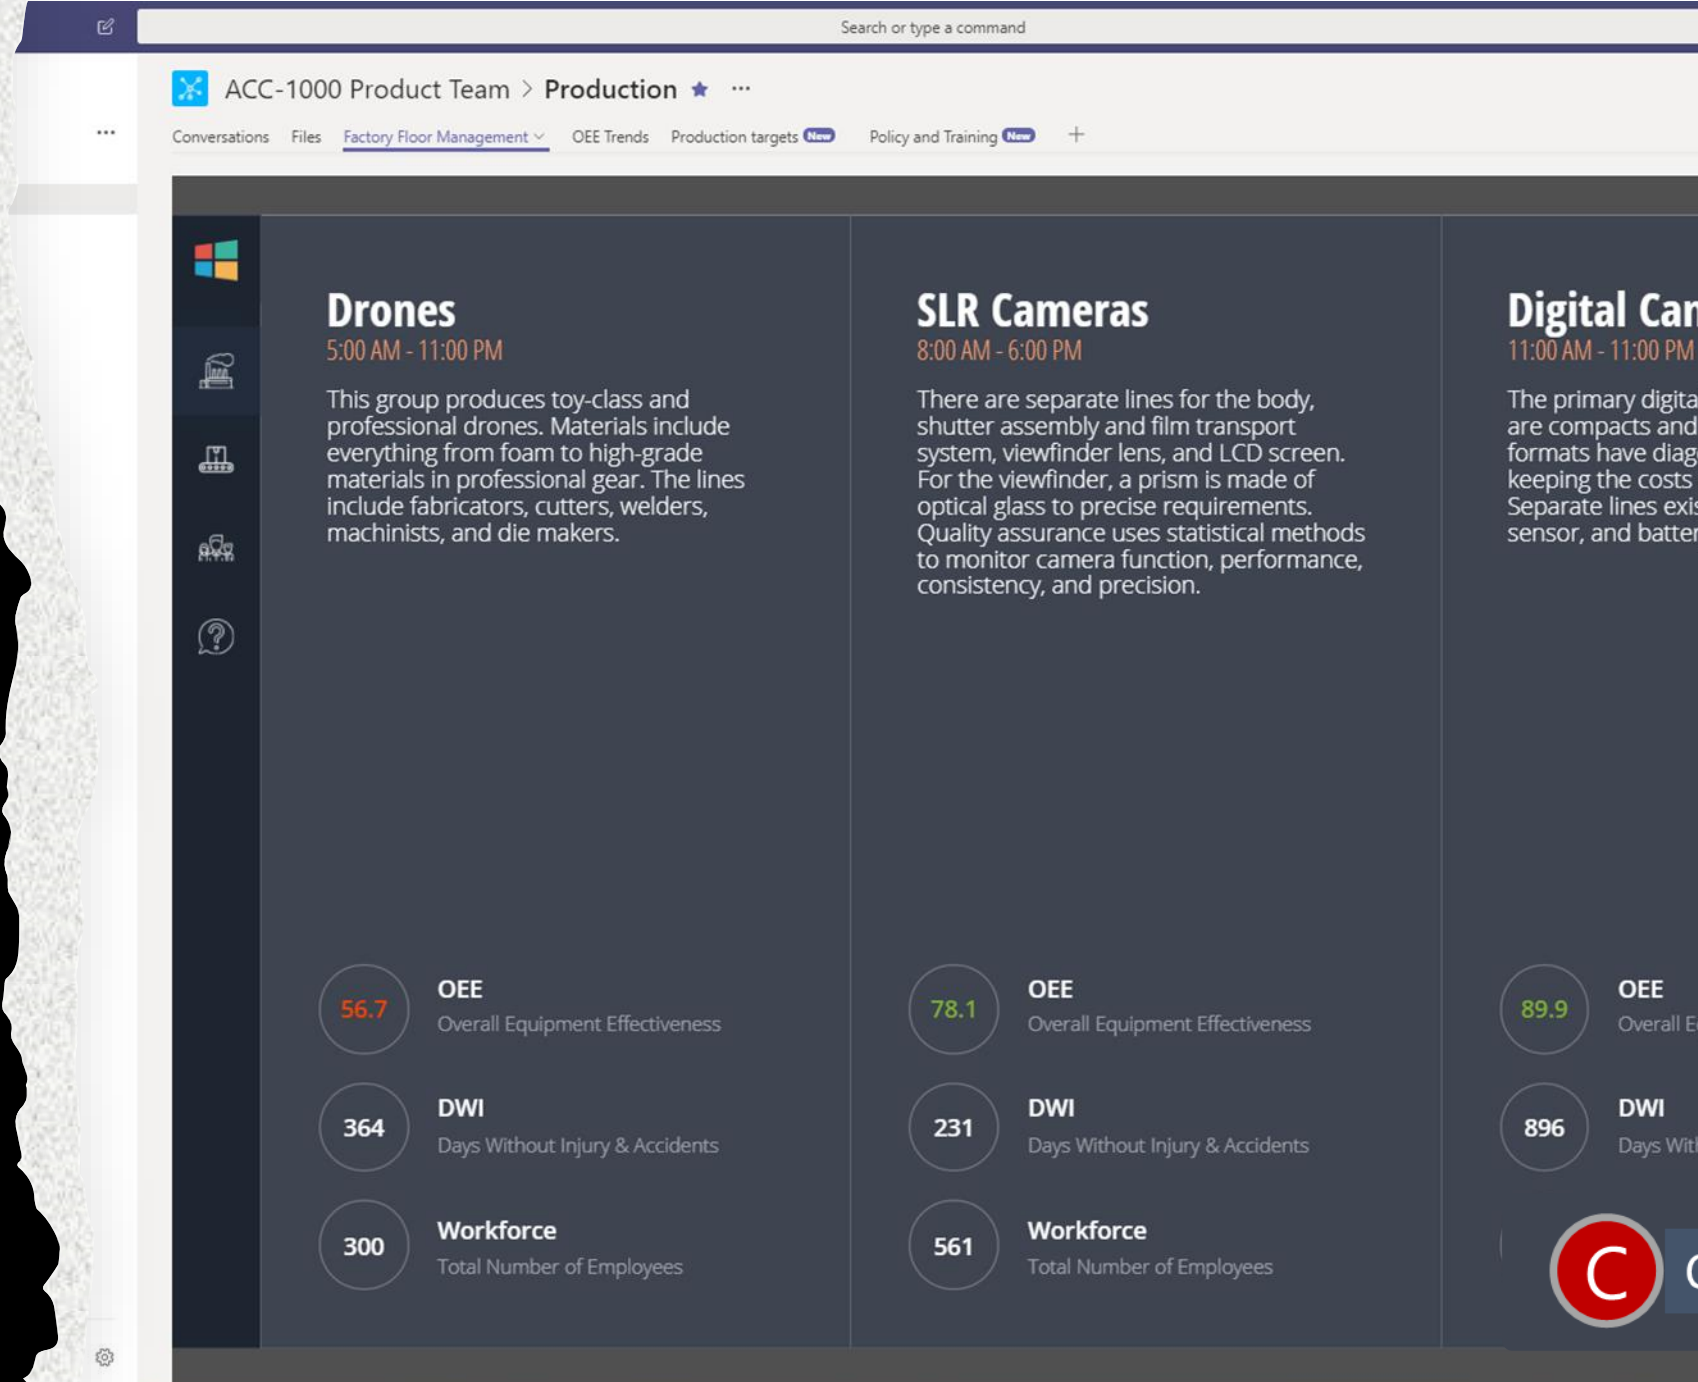 Search or type a command
ACC-1000 Product Team > Production ★ ...
Conversations Files Factory Floor Management OEE Trends Production targets New Policy and Training New +
Drones
5:00 AM - 11:00 PM
This group produces toy-class and
professional drones. Materials include
everything from foam to high-grade
materials in professional gear. The lines
include fabricators, cutters, welders,
machinists, and die makers.
56.7 OEE
Overall Equipment Effectiveness
364 DWI
Days Without Injury & Accidents
300 Workforce
Total Number of Employees
SLR Cameras
8:00 AM - 6:00 PM
There are separate lines for the body,
shutter assembly and film transport
system, viewfinder lens, and LCD screen.
For the viewfinder, a prism is made of
optical glass to precise requirements.
Quality assurance uses statistical methods
to monitor camera function, performance,
consistency, and precision.
78.1 OEE
Overall Equipment Effectiveness
231 DWI
Days Without Injury & Accidents
561 Workforce
Total Number of Employees
Digital
11:00 AM - 11:00 PM
The primary
are compacts and
formats have
keeping the costs
Separate lines
sensor, and
89.9 OEE
Overall
896 DWI
Days
C